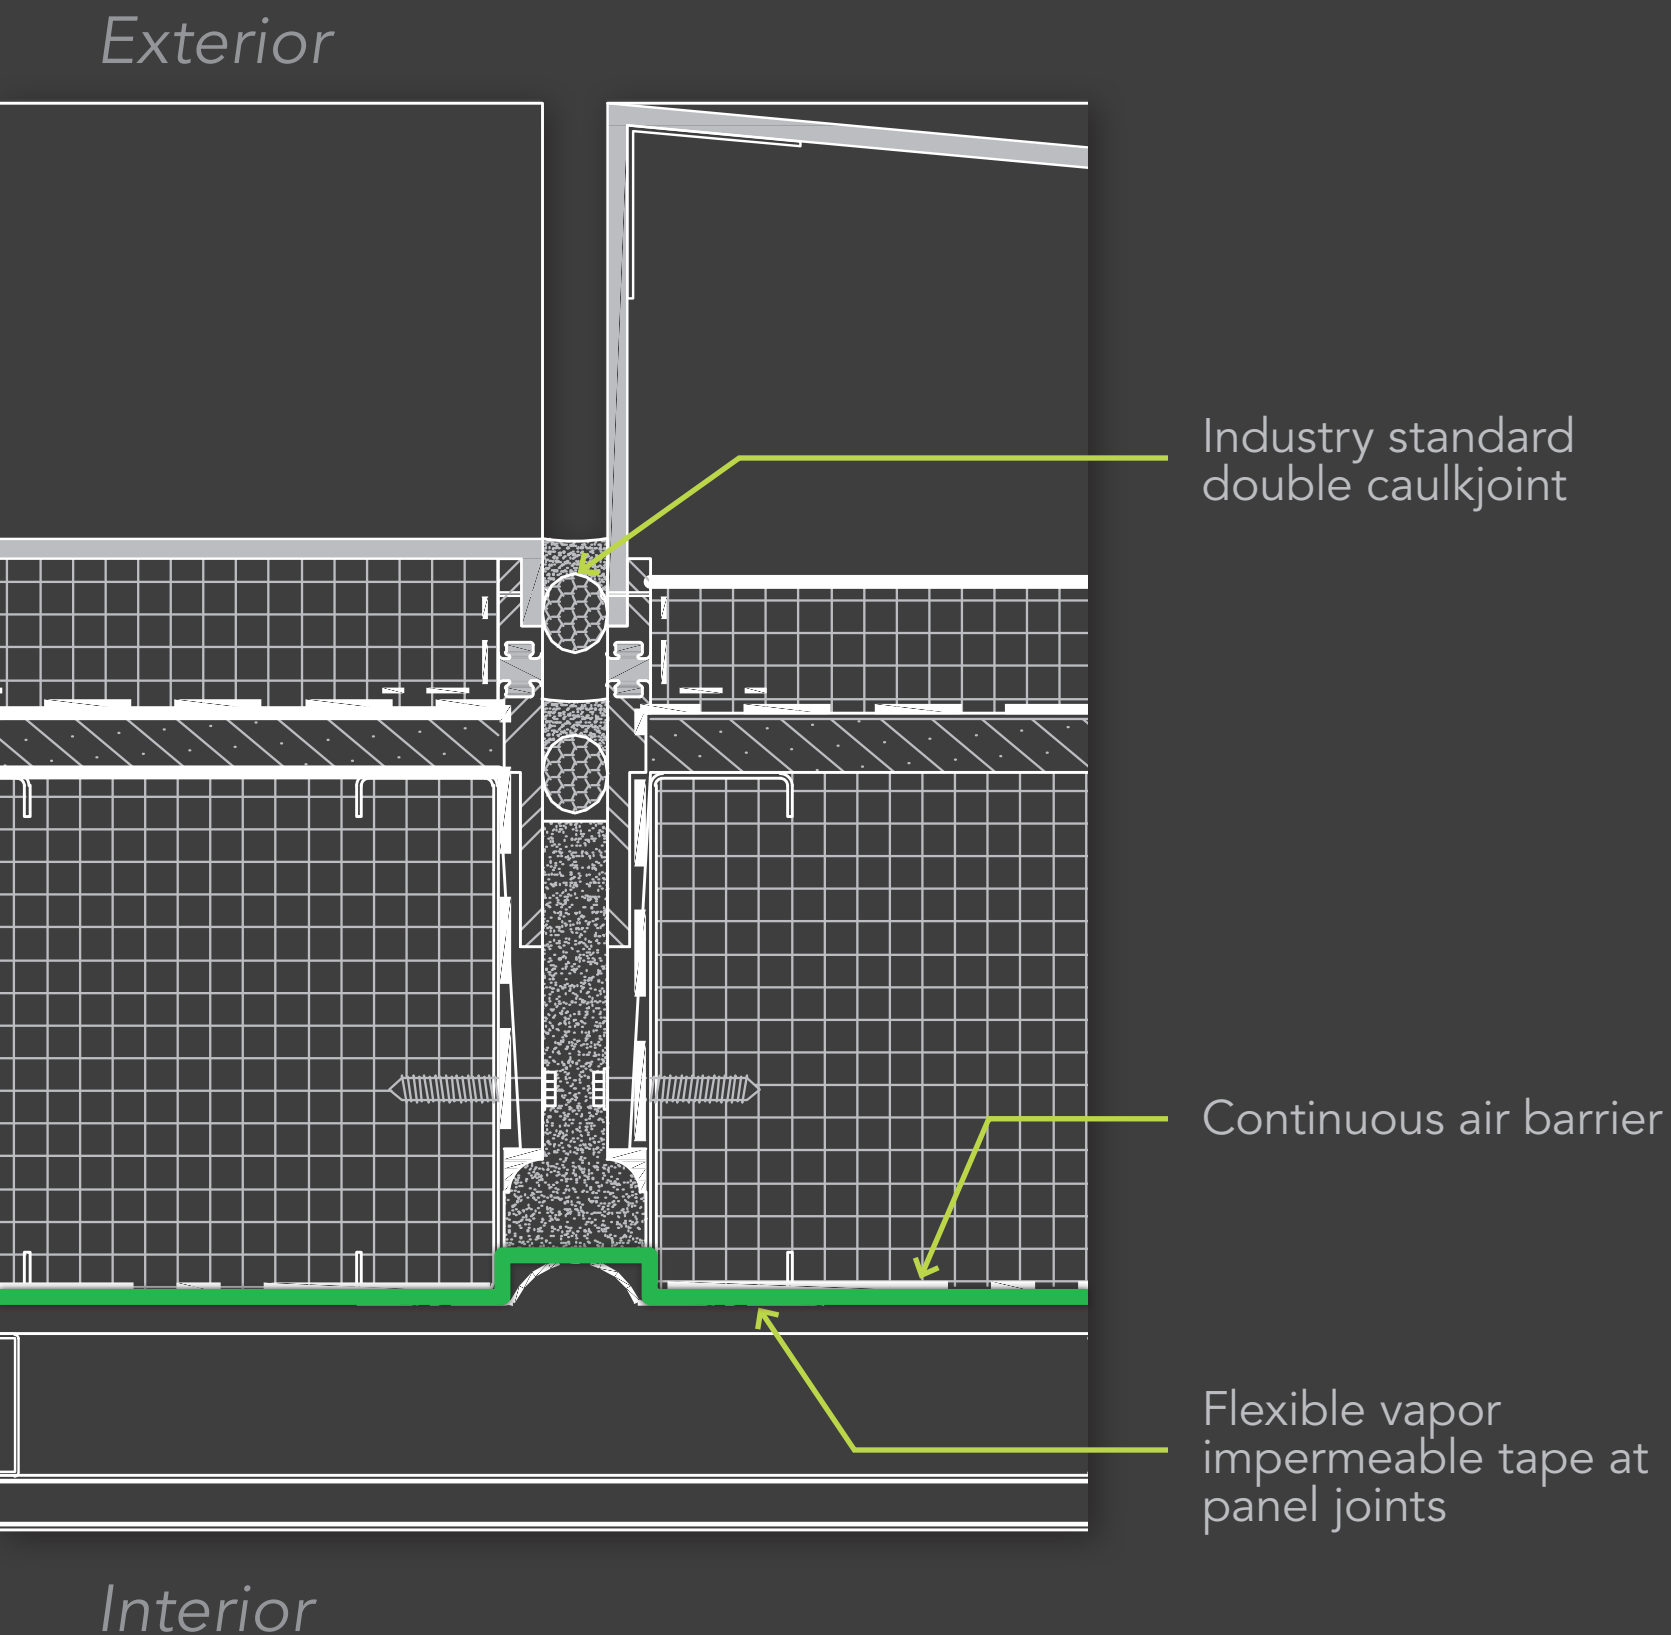 Exterior
Industry standard
double caulkjoint
Continuous air barrier
Flexible vapor
impermeable tape at
panel joints
Interior